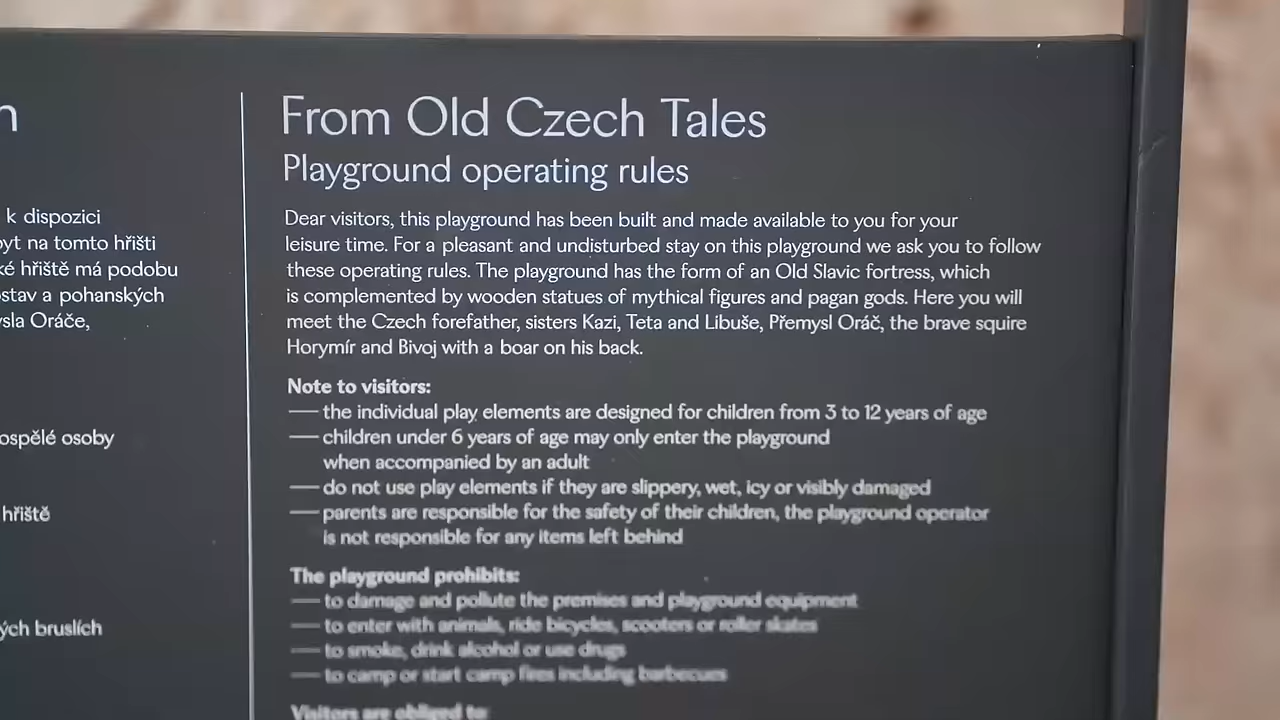 n
k dispozici
byt na tomto hřišti
ké hřiště má podobu
ostav a pohanských
ysla Oráče,
ospělé osoby
hřiště
ých bruslích
From Old Czech Tales
Playground operating rules
Dear visitors, this playground has been built and made available to you for your
leisure time. For a pleasant and undisturbed stay on this playground we ask you to follow
these operating rules. The playground has the form of an Old Slavic fortress, which
is complemented by wooden statues of mythical figures and pagan gods. Here you will
meet the Czech forefather, sisters Kazi, Teta and Libuše, Přemysl Oráč, the brave squire
Horymír and Bivoj with a boar on his back.
Note to visitors:
— the individual play elements are designed for children from 3 to 12 years of age
— children under 6 years of age may only enter the playground
when accompanied by an adult
— do not use play elements if they are slippery, wet, icy or visibly damaged
— parents are responsible for the safety of their children, the playground operator
is not responsible for any items left behind
The playground prohibits:
— to damage and pollute the premises and playground equipment
— to enter with animals, ride bicycles, scooters or roller skates
— to smoke, drink alcohol or use drugs
— to camp or start camp fires including barbecues
Visitors are obliged to: